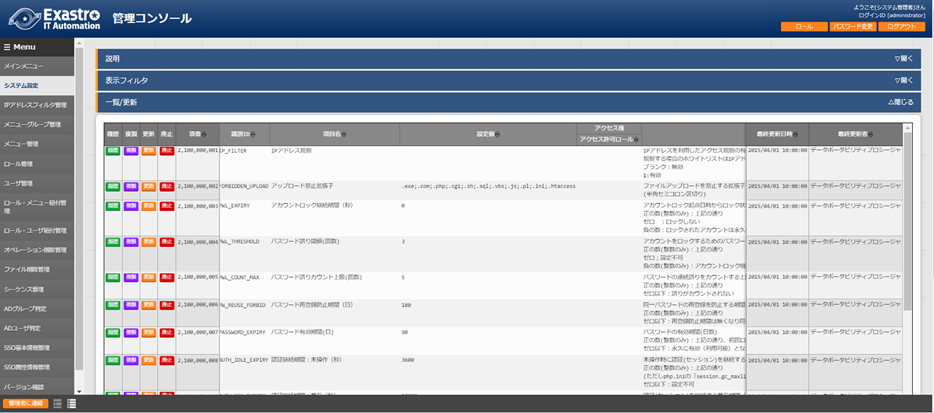 Exastro
IT Automation
管理コンソール
ようこそ[システム管理者]さん
ログインID [administrator]
ロール パスワード変更 ログアウト
☰ Menu
メインメニュー
システム設定
IPアドレスフィルタ管理
メニューグループ管理
メニュー管理
ロール管理
ユーザ管理
ロール・メニュー紐付管理
ロール・ユーザ紐付管理
オペレーション削除管理
ファイル削除管理
シーケンス管理
ADグループ判定
ADユーザ判定
SSO基本情報管理
SSO属性情報管理
バージョン確認
管理者に連絡
説明 ▽開く
表示フィルタ ▽開く
一覧/更新 △閉じる
履歴 複製 更新 廃止 項番 識別ID 項目名 設定値 アクセス権 最終更新日時 最終更新者
アクセス許可ロール
履歴 複製 更新 廃止 2,100,000,001 IP_FILTER IPアドレス規制 IPアドレスを利用したアクセス規制の有 2015/04/01 10:00:00 データポータビリティプロシージャ
規制する場合のホワイトリストはIPアド
ブランク:無効
1:有効
履歴 複製 更新 廃止 2,100,000,002 FORBIDDEN_UPLOAD アップロード禁止拡張子 .exe;.com;.php;.cgi;.sh;.sql;.vbs;.js;.pl;.ini;.htaccess ファイルアップロードを禁止する拡張子 2015/04/01 10:00:00 データポータビリティプロシージャ
(半角セミコロン区切り)
履歴 複製 更新 廃止 2,100,000,003 PWL_EXPIRY アカウントロック継続期間（秒） 0 アカウントロック起点日時からロック状 2015/04/01 10:00:00 データポータビリティプロシージャ
正の数(整数のみ):上記の通り
ゼロ :ロックしない
負の数:ロックされたアカウントは永久
履歴 複製 更新 廃止 2,100,000,004 PWL_THRESHOLD パスワード誤り閾値(回数) 3 アカウントをロックするためのパスワー 2015/04/01 10:00:00 データポータビリティプロシージャ
正の数(整数のみ):上記の通り
ゼロ:設定不可
負の数(整数のみ):アカウントロック機
履歴 複製 更新 廃止 2,100,000,005 PWL_COUNT_MAX パスワード誤りカウント上限(回数) 5 パスワードの連続誤りをカウントする上 2015/04/01 10:00:00 データポータビリティプロシージャ
正の数(整数のみ):上記の通り
ゼロ以下:誤りがカウントされない
履歴 複製 更新 廃止 2,100,000,006 PW_REUSE_FORBID パスワード再登録防止期間（日） 180 同一パスワードの再登録を防止する期間 2015/04/01 10:00:00 データポータビリティプロシージャ
正の数(整数のみ):上記の通り
ゼロ以下:再登録防止期間は無くなり同
履歴 複製 更新 廃止 2,100,000,007 PASSWORD_EXPIRY パスワード有効期間(日) 90 パスワードの有効期間(日数) 2015/04/01 10:00:00 データポータビリティプロシージャ
正の数(整数のみ):上記の通り、初回ロ
ゼロ以下:永久に有効（利用可能）とな
履歴 複製 更新 廃止 2,100,000,008 AUTH_IDLE_EXPIRY 認証継続期間:未操作（秒） 3600 未操作時に認証(セッション)を継続する 2015/04/01 10:00:00 データポータビリティプロシージャ
正の数(整数のみ):上記の通り
(ただしphp.iniの「session.gc_maxli
ゼロ以下:設定不可